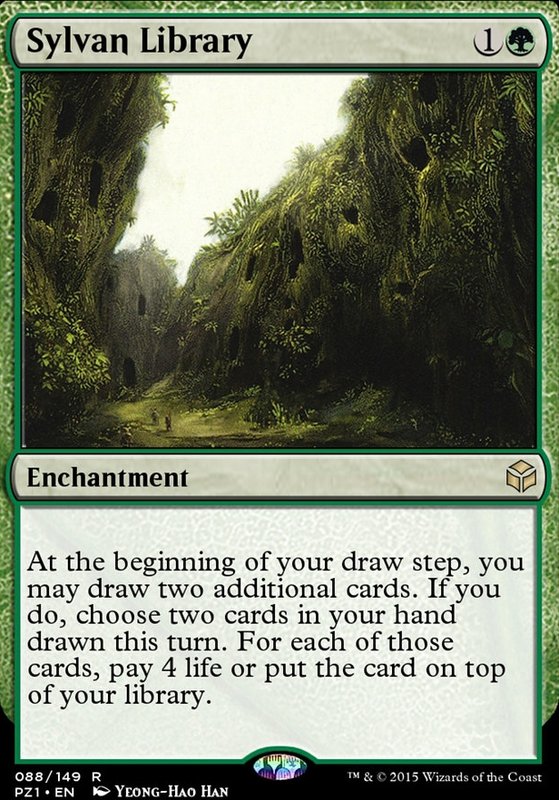 Sylvan Library 1
Enchantment
At the beginning of your draw step, you
may draw two additional cards. If you
do, choose two cards in your hand
drawn this turn. For each of those
cards, pay 4 life or put the card on top
of your library.
088/149 R
PZ1 • EN Yeong-Hao Han
™ & © 2015 Wizards of the Coast